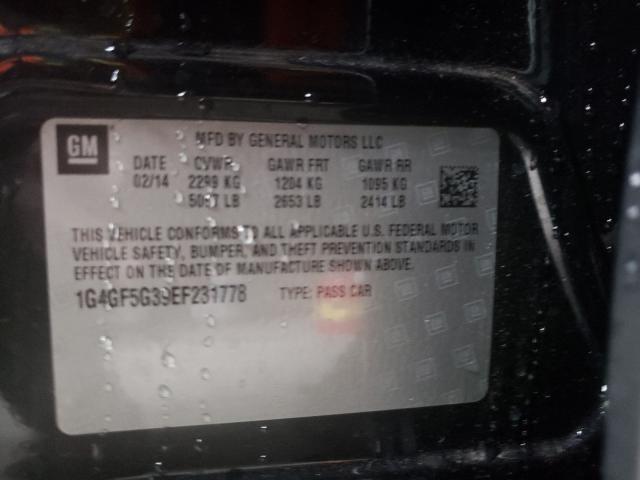 GM
MFD BY GENERAL MOTORS LLC
DATE GVWR GAWR FRT GAWR RR
02/14 2299 KG 1204 KG 1095 KG
5067 LB 2653 LB 2414 LB
THIS VEHICLE CONFORMS TO ALL APPLICABLE U.S. FEDERAL MOTOR
VEHICLE SAFETY, BUMPER, AND THEFT PREVENTION STANDARDS IN
EFFECT ON THE DATE OF MANUFACTURE SHOWN ABOVE.
1G4GF5G39EF231778 TYPE: PASS CAR